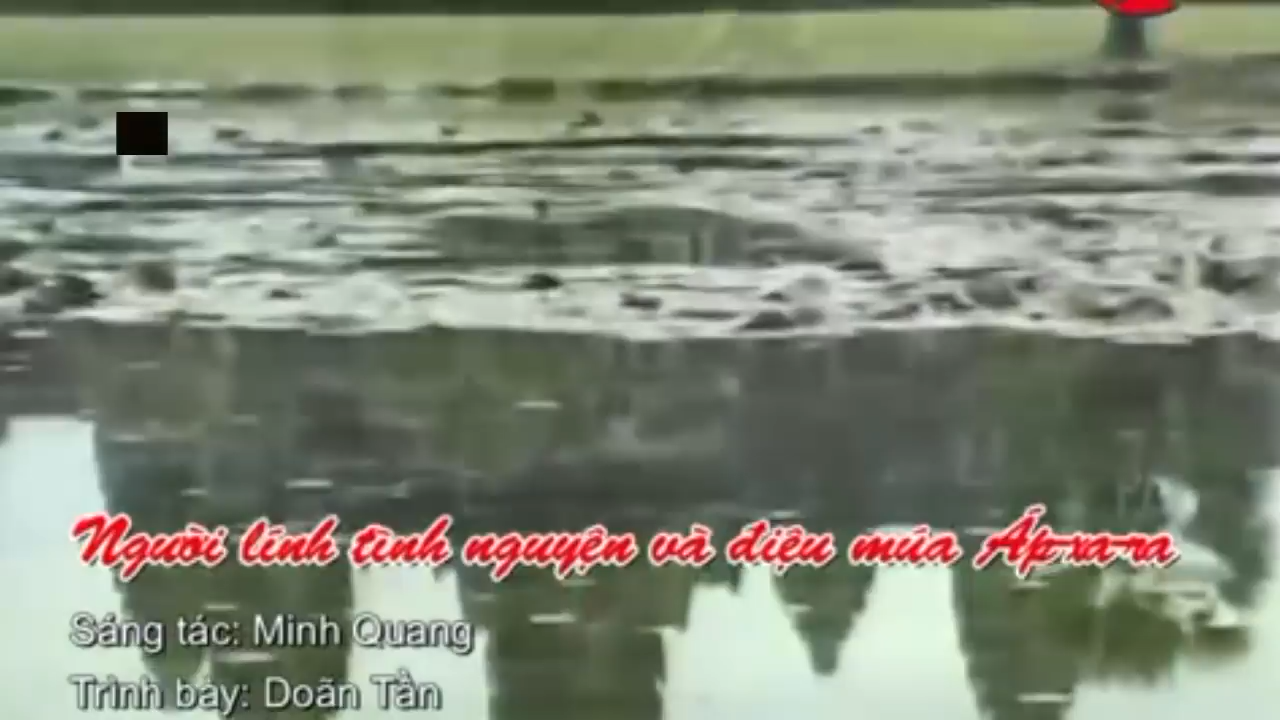 Người lính tình nguyện và điệu múa Áp-xa-ra
Sáng tác: Minh Quang
Trình bày: Doãn Tần